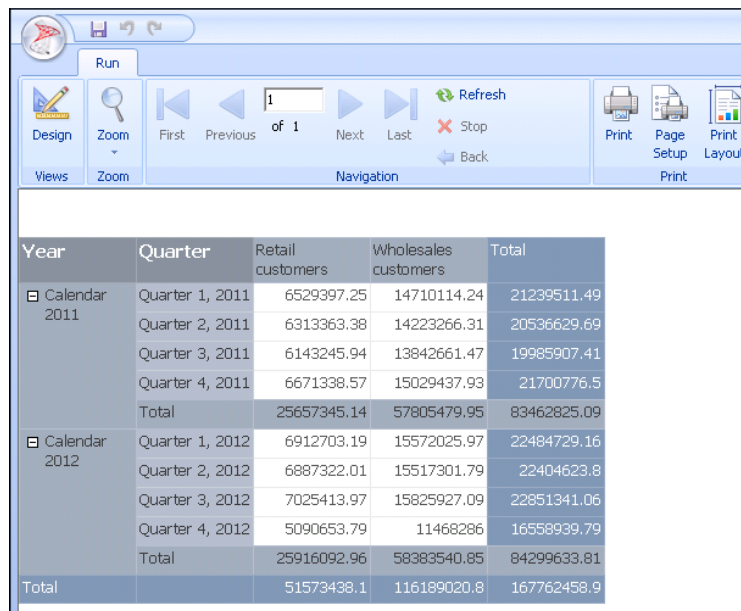 Run
Design
Zoom
First
Previous
1
of 1
Next
Last
Refresh
Stop
Back
Print
Page
Setup
Print
Layou
Views
Zoom
Navigation
Print
Year Quarter Retail customers Wholesales customers Total
Calendar 2011 Quarter 1, 2011 6529397.25 14710114.24 21239511.49
Quarter 2, 2011 6313363.38 14223266.31 20536629.69
Quarter 3, 2011 6143245.94 13842661.47 19985907.41
Quarter 4, 2011 6671338.57 15029437.93 21700776.5
Total 25657345.14 57805479.95 83462825.09
Calendar 2012 Quarter 1, 2012 6912703.19 15572025.97 22484729.16
Quarter 2, 2012 6887322.01 15517301.79 22404623.8
Quarter 3, 2012 7025413.97 15825927.09 22851341.06
Quarter 4, 2012 5090653.79 11468286 16558939.79
Total 25916092.96 58383540.85 84299633.81
Total 51573438.1 116189020.8 167762458.9